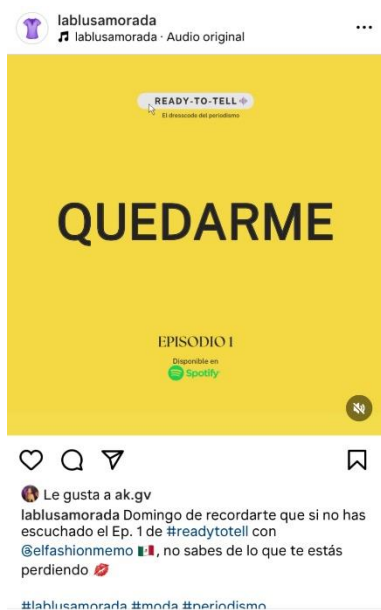 lablusamorada
lablusamorada · Audio original
READY-TO-TELL
El dresscode del periodismo
QUEDARME
EPISODIO 1
Disponible en
Spotify
Le gusta a ak.gv
lablusamorada Domingo de recordarte que si no has
escuchado el Ep. 1 de #readytotell con
@elfashionmemo 🇲🇽, no sabes de lo que te estás
perdiendo 💋
#lablusamorada #moda #periodismo